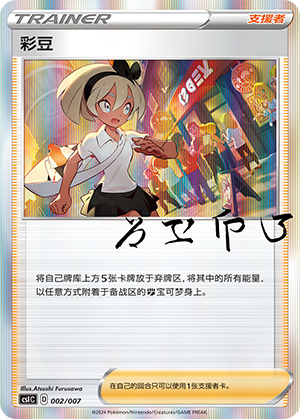 TRAINER
支援者
彩豆
将自己牌库上方5张卡牌放于弃牌区，将其中的所有能量，
以任意方式附着于备战区的宝可梦身上。
Illus.Atsushi Furusawa
csIC D 002/007
在自己的回合只可以使用1张支援者卡。
©2024 Pokémon/Nintendo/Creatures/GAME FREAK